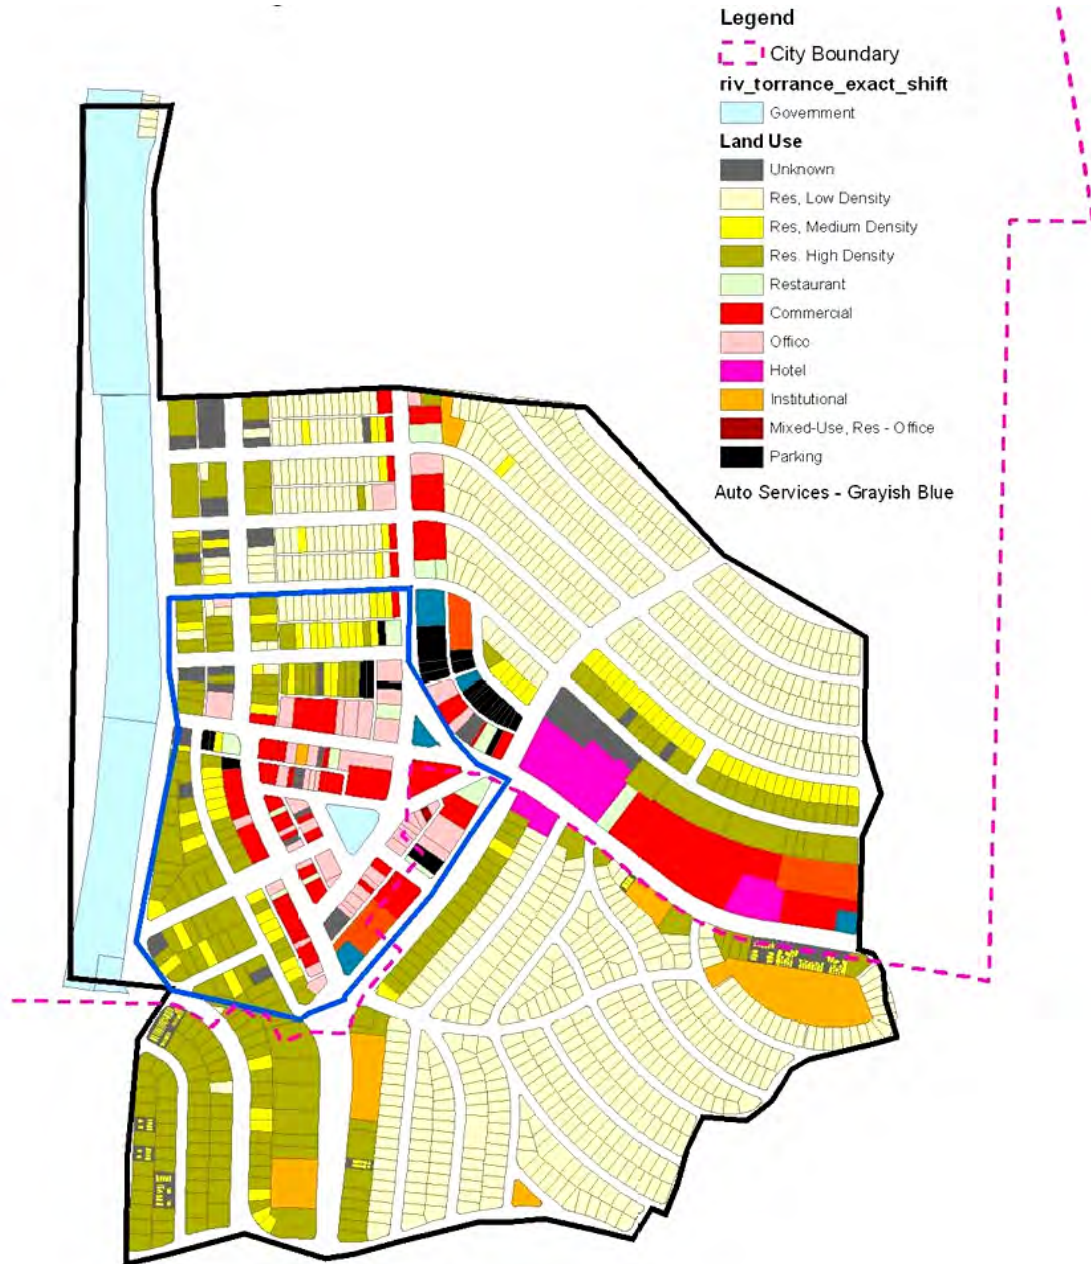 Legend
City Boundary
riv_torrance_exact_shift
Government
Land Use
Unknown
Res, Low Density
Res, Medium Density
Res. High Density
Restaurant
Commercial
Office
Hotel
Institutional
Mixed-Use, Res - Office
Parking
Auto Services - Grayish Blue